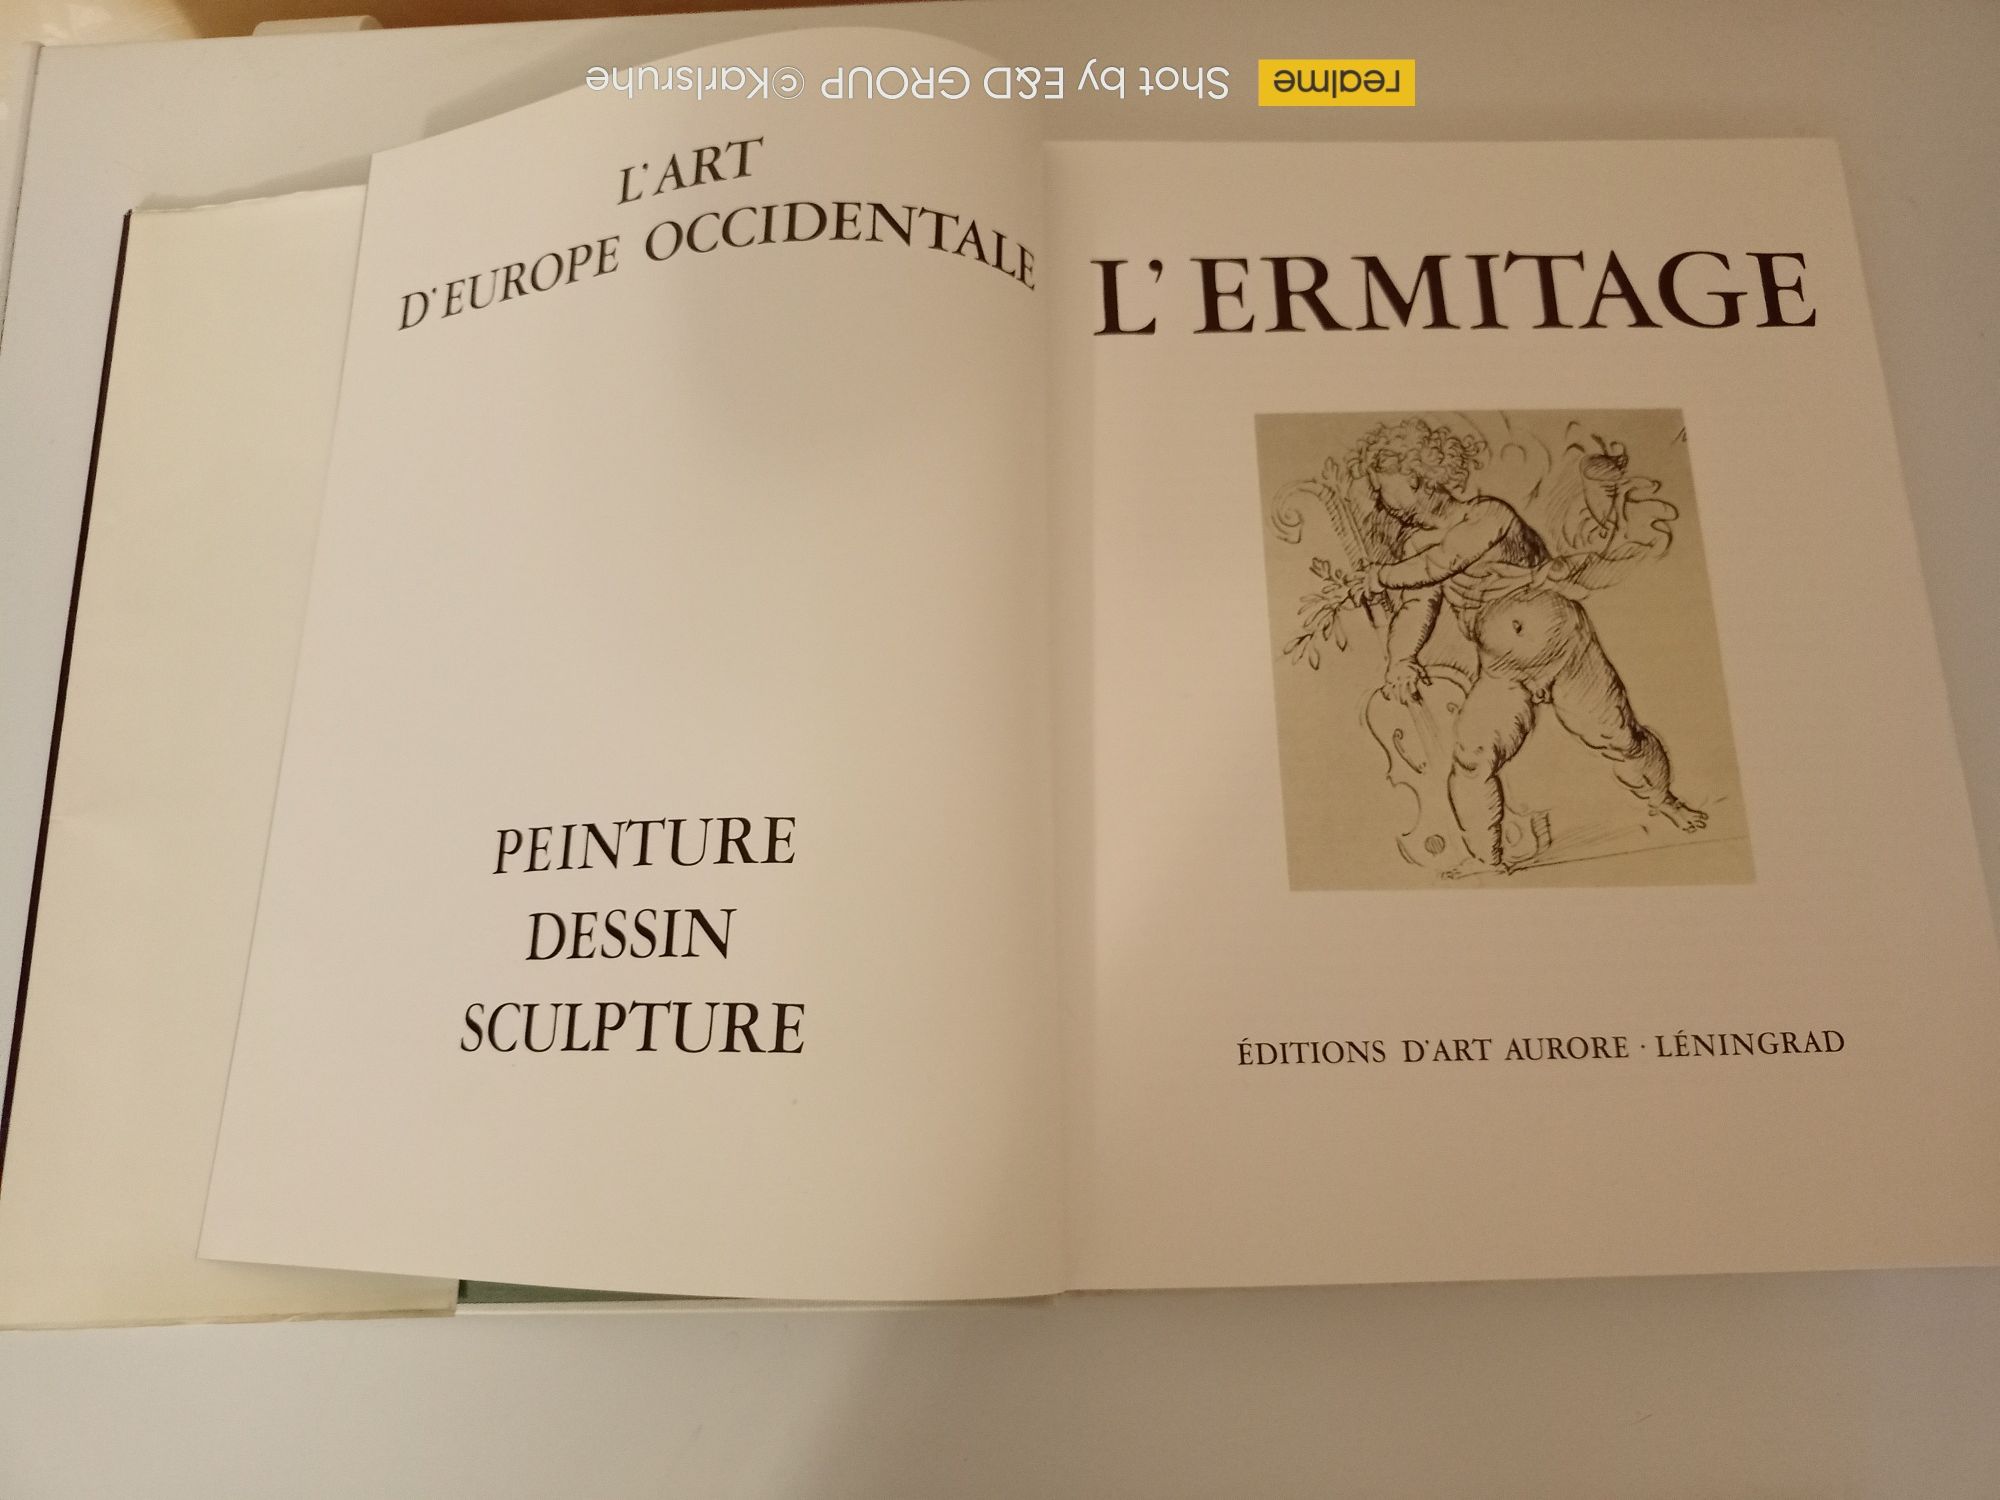 realme Shot by E&D GROUP ©Karlsruhe
L'ART
D'EUROPE OCCIDENTALE
PEINTURE
DESSIN
SCULPTURE
L'ERMITAGE
ÉDITIONS D'ART AURORE · LÉNINGRAD